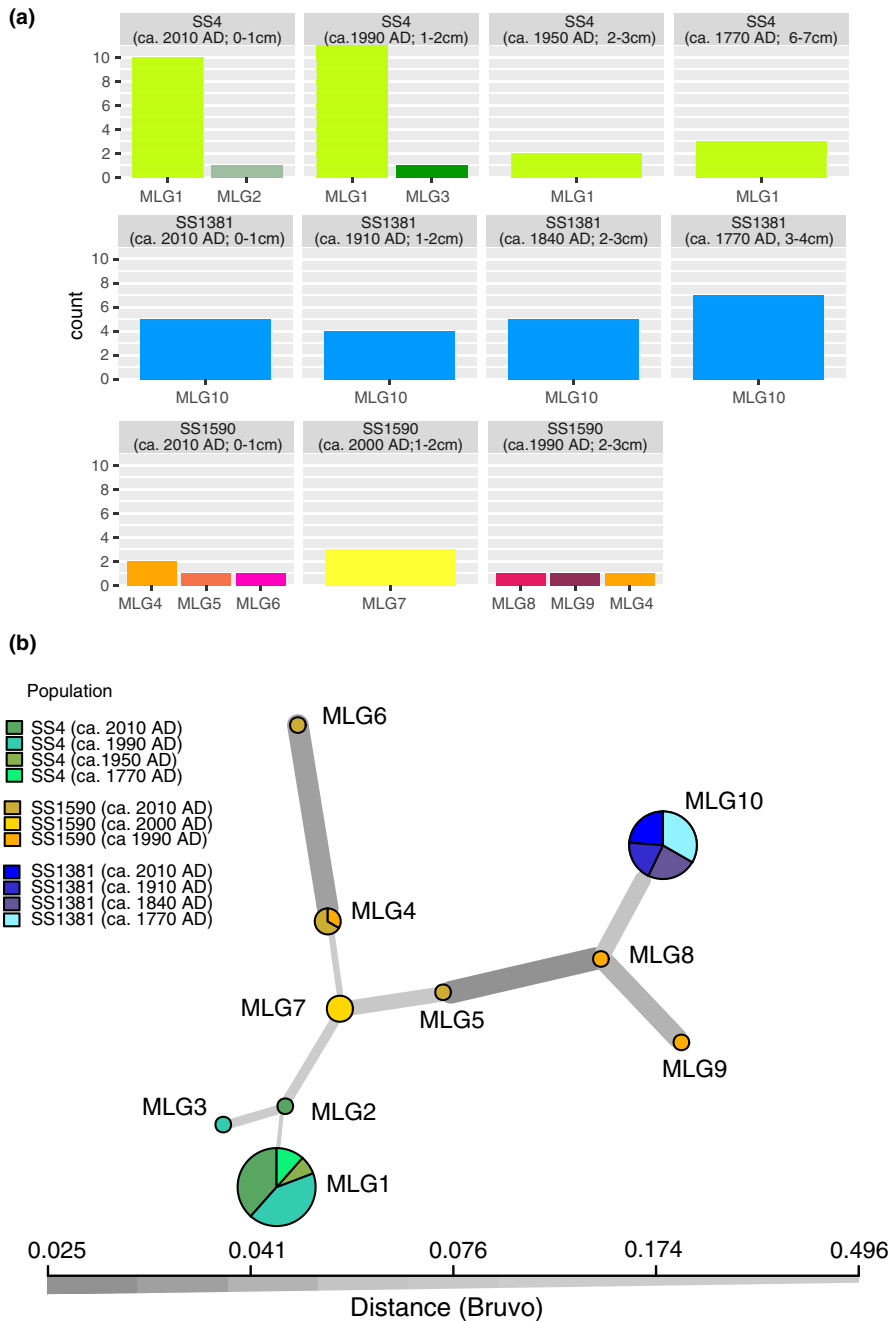 (a)
SS4
(ca. 2010 AD; 0-1cm)
SS4
(ca.1990 AD; 1-2cm)
SS4
(ca. 1950 AD; 2-3cm)
SS4
(ca. 1770 AD; 6-7cm)
10
8
6
4
2
0
MLG1
MLG2
MLG1
MLG3
MLG1
MLG1
SS1381
(ca. 2010 AD; 0-1cm)
SS1381
(ca. 1910 AD; 1-2cm)
SS1381
(ca. 1840 AD; 2-3cm)
SS1381
(ca. 1770 AD, 3-4cm)
count
10
8
6
4
2
0
MLG10
MLG10
MLG10
MLG10
SS1590
(ca. 2010 AD; 0-1cm)
SS1590
(ca. 2000 AD;1-2cm)
SS1590
(ca.1990 AD; 2-3cm)
10
8
6
4
2
0
MLG4
MLG5
MLG6
MLG7
MLG8
MLG9
MLG4
(b)
Population
SS4 (ca. 2010 AD)
SS4 (ca. 1990 AD)
SS4 (ca.1950 AD)
SS4 (ca. 1770 AD)
SS1590 (ca. 2010 AD)
SS1590 (ca. 2000 AD)
SS1590 (ca 1990 AD)
SS1381 (ca. 2010 AD)
SS1381 (ca. 1910 AD)
SS1381 (ca. 1840 AD)
SS1381 (ca. 1770 AD)
MLG6
MLG10
MLG4
MLG8
MLG7
MLG5
MLG9
MLG3
MLG2
MLG1
0.025
0.041
0.076
0.174
0.496
Distance (Bruvo)